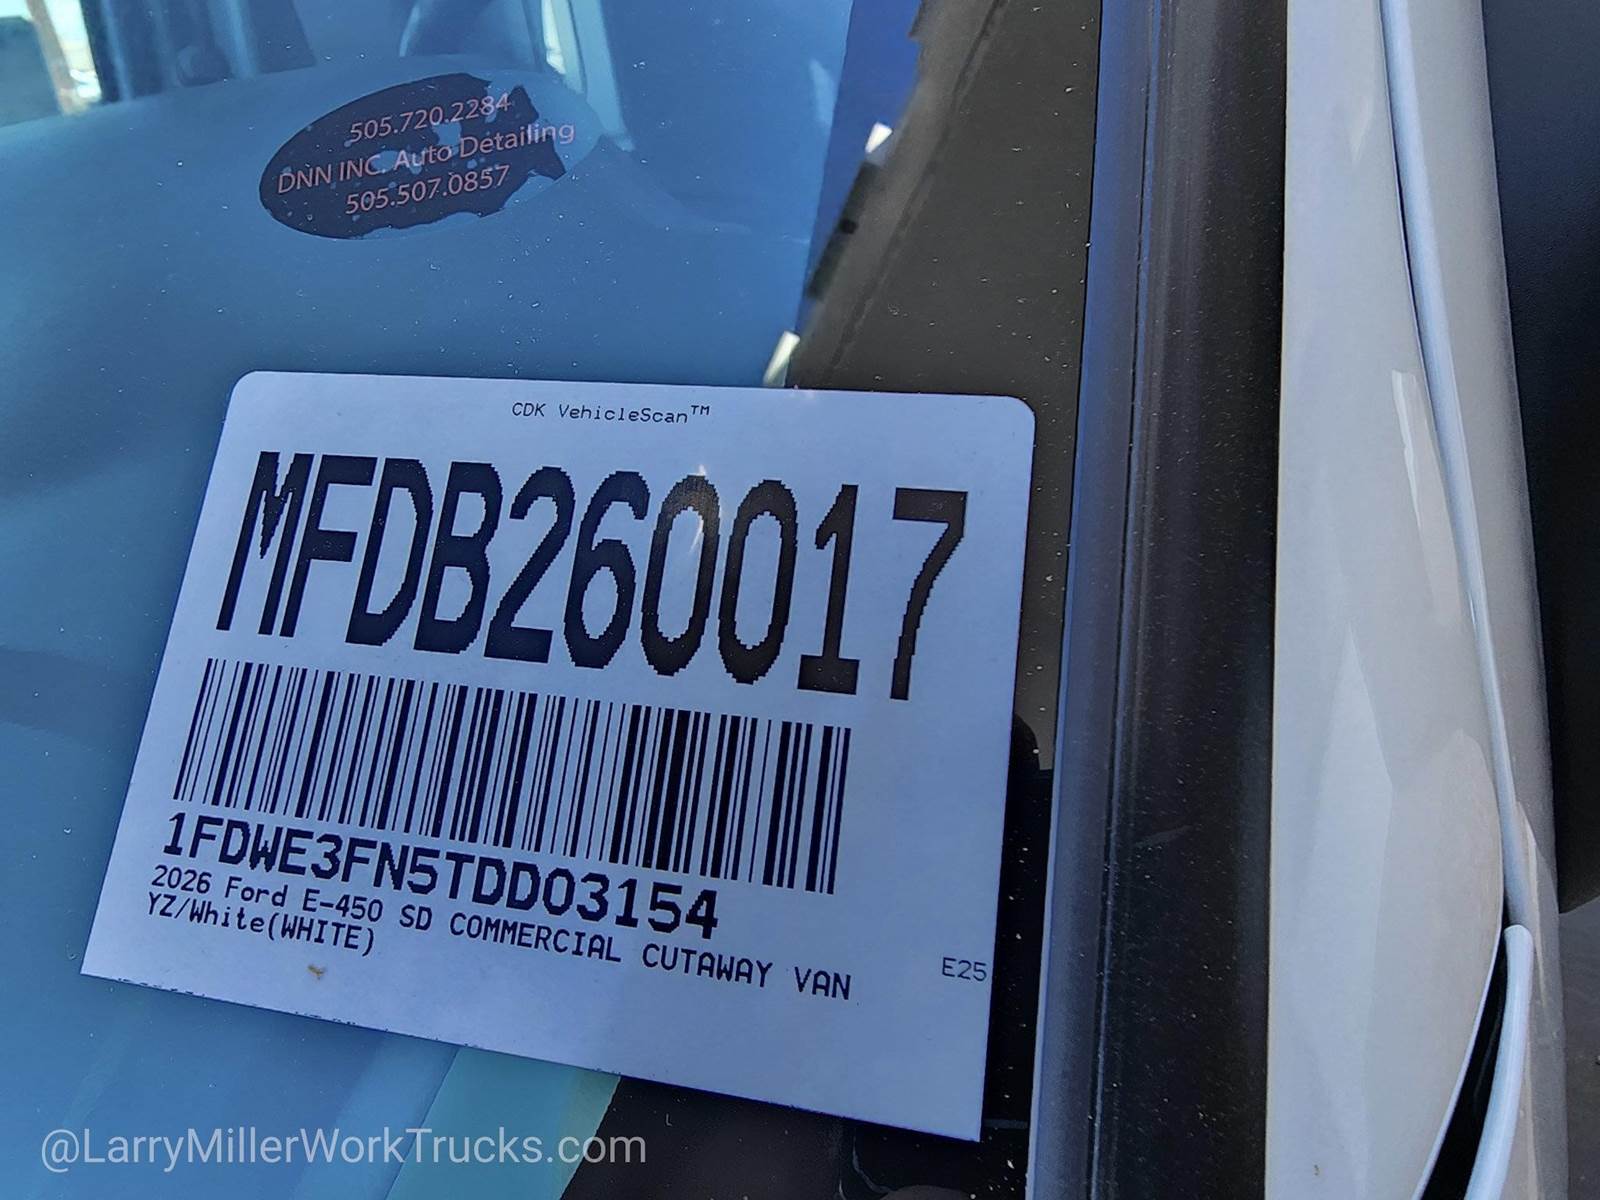 505.720.2284
DNN INC. Auto Detailing
505.507.0857
CDK VehicleScan™
MFDB260017
1FDWE3FN5TDD03154
2026 Ford E-450 SD COMMERCIAL CUTAWAY VAN
YZ/White(WHITE)
E25
@LarryMillerWorkTrucks.com